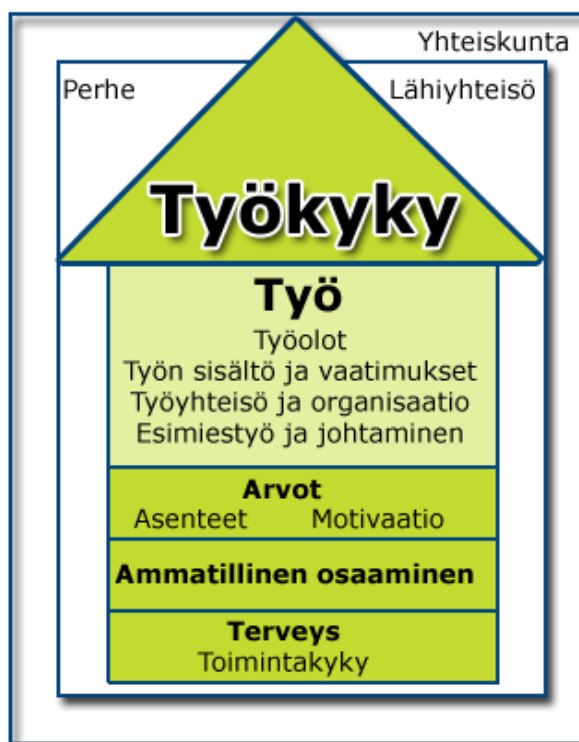 Yhteiskunta
Perhe
Lähiyhteisö
Työkyky
Työ
Työolot
Työn sisältö ja vaatimukset
Työyhteisö ja organisaatio
Esimiestyö ja johtaminen
Arvot
Asenteet Motivaatio
Ammatillinen osaaminen
Terveys
Toimintakyky